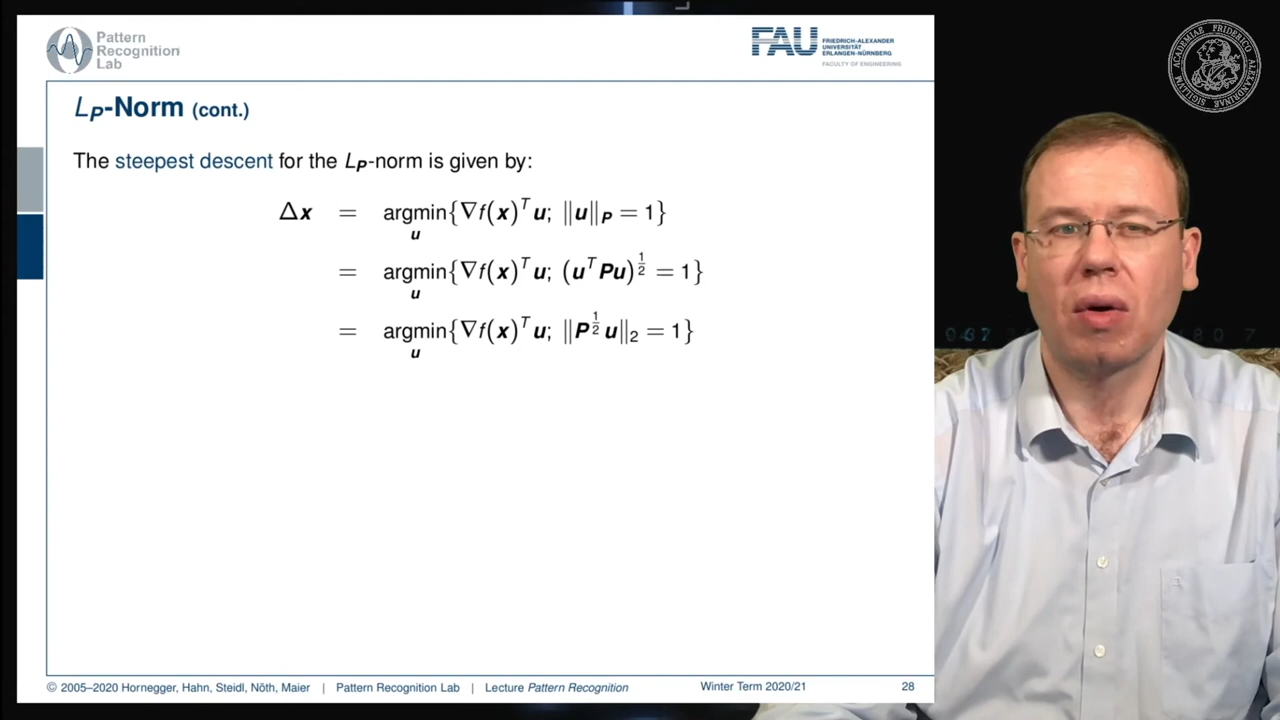 Pattern
Recognition
Lab
FAU
FRIEDRICH-ALEXANDER
UNIVERSITÄT
ERLANGEN-NÜRNBERG
FACULTY OF ENGINEERING
L_P-Norm (cont.)
The steepest descent for the L_P-norm is given by:
Δx = argmin_u {∇f(x)^T u; ‖u‖_P = 1}
= argmin_u {∇f(x)^T u; (u^T Pu)^{1/2} = 1}
= argmin_u {∇f(x)^T u; ‖P^{1/2} u‖_2 = 1}
© 2005–2020 Hornegger, Hahn, Steidl, Nöth, Maier | Pattern Recognition Lab | Lecture Pattern Recognition Winter Term 2020/21 28